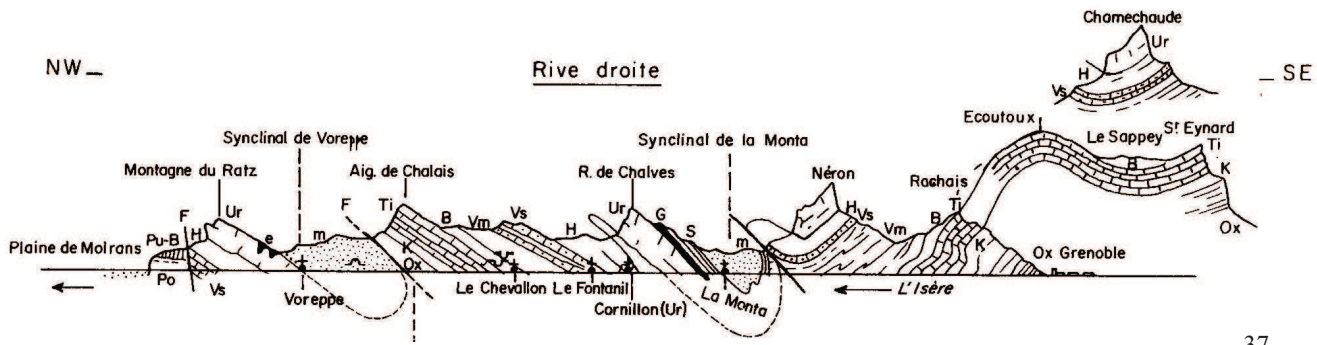 Chamechaude
Ur
NW
Rive droite
H
SE
Vs
Ecoutoux
Synclinal de Voreppe
Synclinal de la Monta
Le Sappey
St Eynard
Ti
Montagne du Ratz
Aig. de Chalais
R. de Chalves
Néron
B
K
F
Ur
F
Ti
Ur
Rachais
Ti
Plaine de Moirans
Pu-B
H
e
m
B
Vm
Vs
H
G
S
m
H
Vs
Vm
B
K
Ox
Po
Vs
K
Ox
Ox
Grenoble
Voreppe
Le Chevallon
Le Fontanil
La Monta
L'Isère
Cornillon (Ur)
37